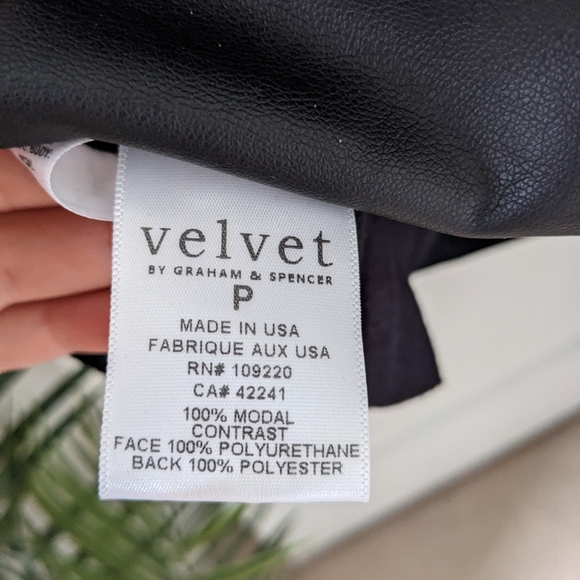 BODY:
velvet
BY GRAHAM & SPENCER
P
MADE IN USA
FABRIQUE AUX USA
RN# 109220
CA# 42241
100% MODAL
CONTRAST
FACE 100% POLYURETHANE
BACK 100% POLYESTER